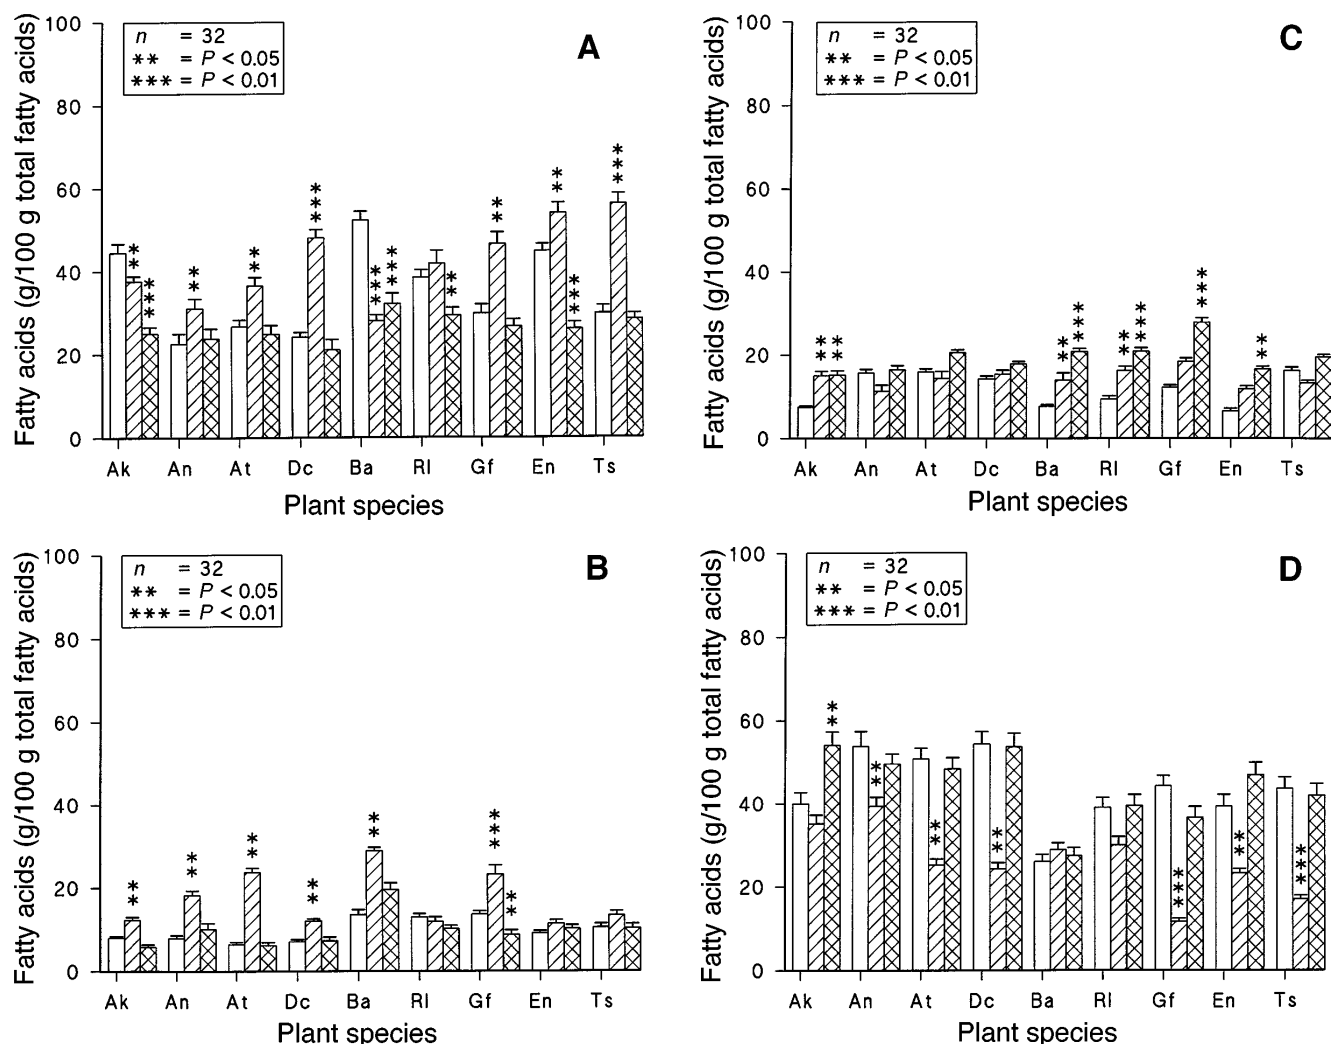 A
n = 32
** = P < 0.05
*** = P < 0.01
Fatty acids (g/100 g total fatty acids)
100
80
60
40
20
0
** *** ** ** *** *** *** ** ** ** *** ***
Ak An At Dc Ba Rl Gf En Ts
Plant species
C
n = 32
** = P < 0.05
*** = P < 0.01
Fatty acids (g/100 g total fatty acids)
100
80
60
40
20
0
** ** ** *** ** *** *** **
Ak An At Dc Ba Rl Gf En Ts
Plant species
B
n = 32
** = P < 0.05
*** = P < 0.01
Fatty acids (g/100 g total fatty acids)
100
80
60
40
20
0
** ** ** ** ** *** **
Ak An At Dc Ba Rl Gf En Ts
Plant species
D
n = 32
** = P < 0.05
*** = P < 0.01
Fatty acids (g/100 g total fatty acids)
100
80
60
40
20
0
** ** ** ** *** ** ***
Ak An At Dc Ba Rl Gf En Ts
Plant species